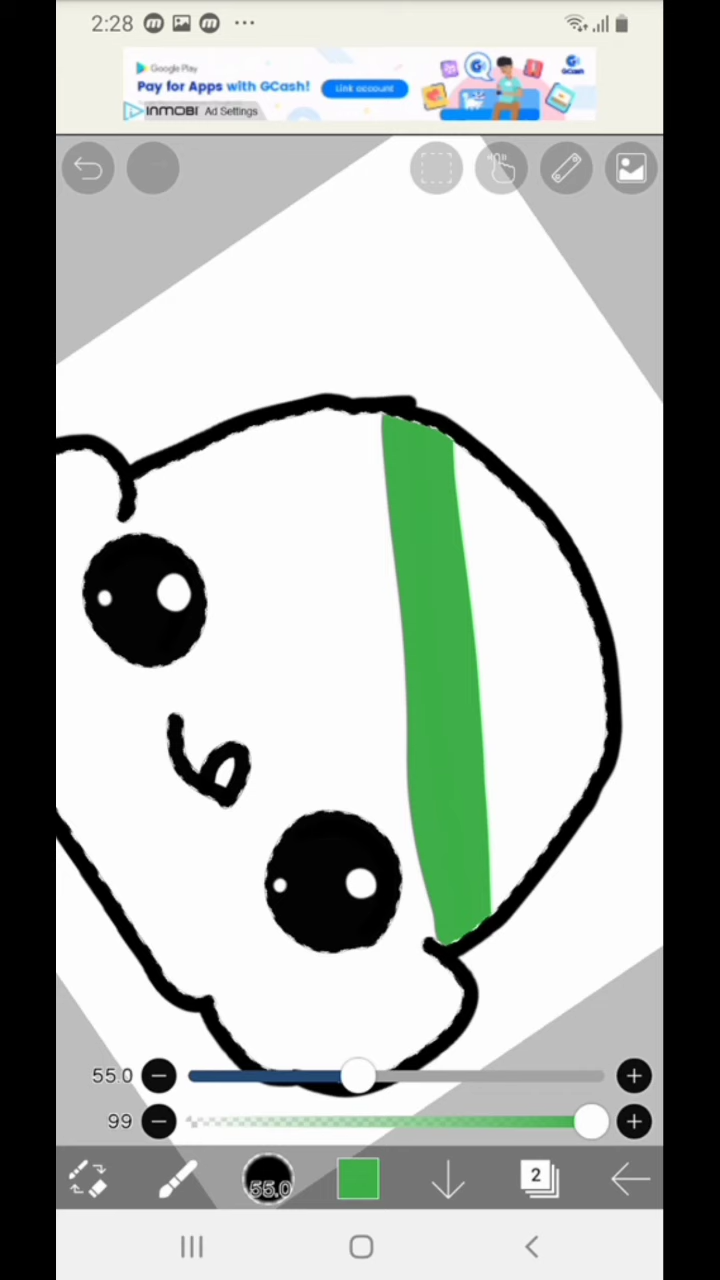 2:28
Google Play
Pay for Apps with GCash!
Link account
GCash
INMOBI Ad Settings
55.0
99
55.0
2